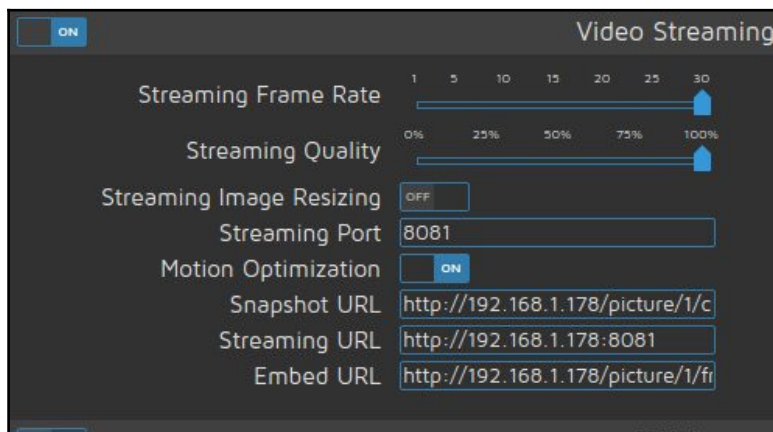 ON Video Streaming
1 5 10 15 20 25 30
Streaming Frame Rate
0% 25% 50% 75% 100%
Streaming Quality
Streaming Image Resizing OFF
Streaming Port 8081
Motion Optimization ON
Snapshot URL http://192.168.1.178/picture/1/c
Streaming URL http://192.168.1.178:8081
Embed URL http://192.168.1.178/picture/1/fr